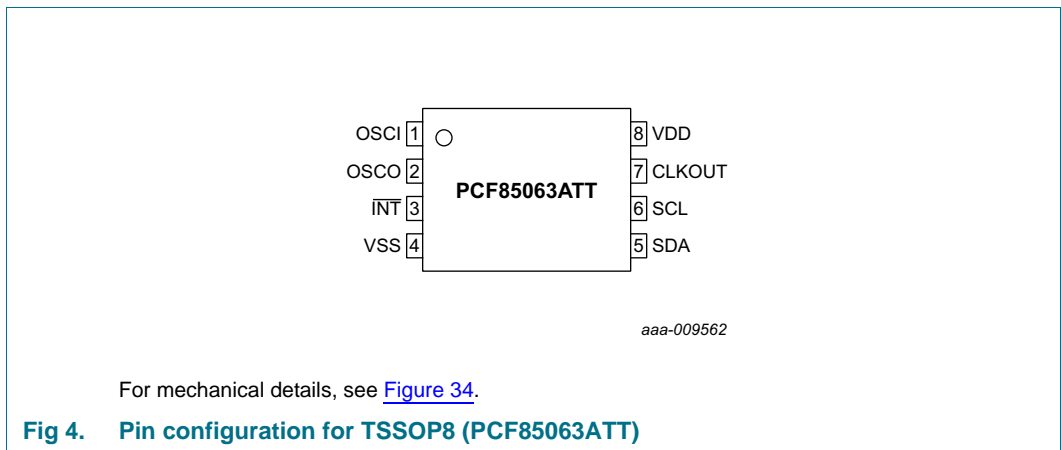 OSCI 1 8 VDD
OSCO 2 7 CLKOUT
PCF85063ATT
I̅N̅T̅ 3 6 SCL
VSS 4 5 SDA
aaa-009562
For mechanical details, see Figure 34.
Fig 4. Pin configuration for TSSOP8 (PCF85063ATT)